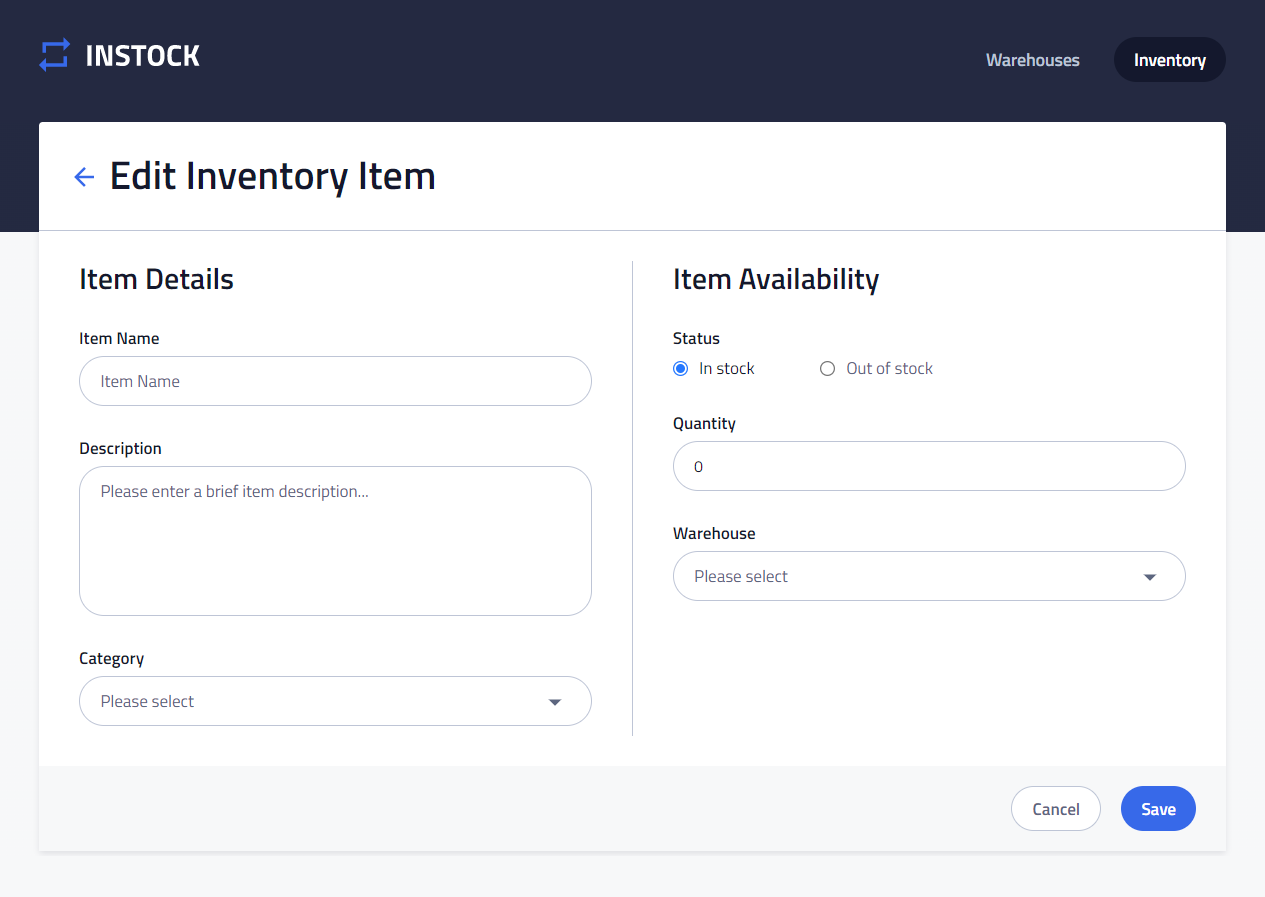 INSTOCK
Warehouses
Inventory
Edit Inventory Item
Item Details
Item Name
Item Name
Description
Please enter a brief item description...
Category
Please select
Item Availability
Status
In stock
Out of stock
Quantity
0
Warehouse
Please select
Cancel
Save